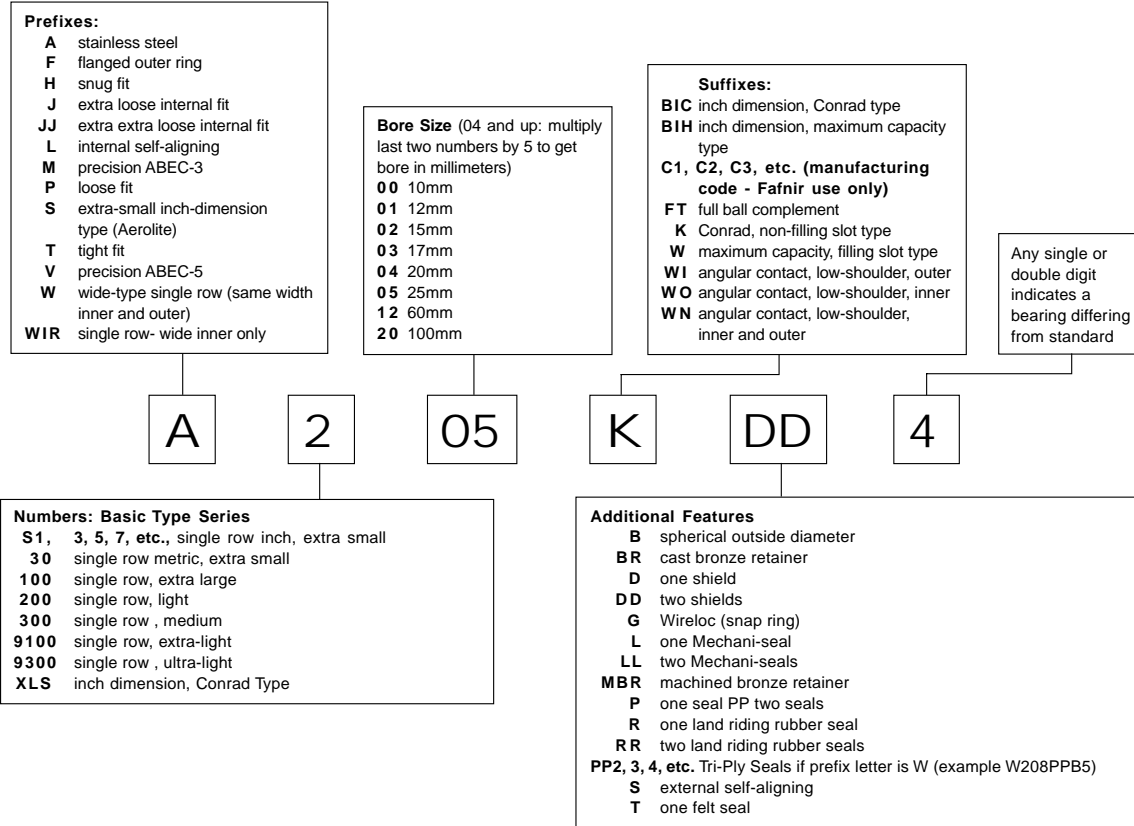 Prefixes:
A stainless steel
F flanged outer ring
H snug fit
J extra loose internal fit
JJ extra extra loose internal fit
L internal self-aligning
M precision ABEC-3
P loose fit
S extra-small inch-dimension
type (Aerolite)
T tight fit
V precision ABEC-5
W wide-type single row (same width
inner and outer)
WIR single row- wide inner only
Bore Size (04 and up: multiply
last two numbers by 5 to get
bore in millimeters)
00 10mm
01 12mm
02 15mm
03 17mm
04 20mm
05 25mm
12 60mm
20 100mm
Suffixes:
BIC inch dimension, Conrad type
BIH inch dimension, maximum capacity
type
C1, C2, C3, etc. (manufacturing
code - Fafnir use only)
FT full ball complement
K Conrad, non-filling slot type
W maximum capacity, filling slot type
WI angular contact, low-shoulder, outer
WO angular contact, low-shoulder, inner
WN angular contact, low-shoulder,
inner and outer
Any single or
double digit
indicates a
bearing differing
from standard
A 2 05 K DD 4
Numbers: Basic Type Series
S1, 3, 5, 7, etc., single row inch, extra small
30 single row metric, extra small
100 single row, extra large
200 single row, light
300 single row , medium
9100 single row, extra-light
9300 single row , ultra-light
XLS inch dimension, Conrad Type
Additional Features
B spherical outside diameter
BR cast bronze retainer
D one shield
DD two shields
G Wireloc (snap ring)
L one Mechani-seal
LL two Mechani-seals
MBR machined bronze retainer
P one seal PP two seals
R one land riding rubber seal
RR two land riding rubber seals
PP2, 3, 4, etc. Tri-Ply Seals if prefix letter is W (example W208PPB5)
S external self-aligning
T one felt seal